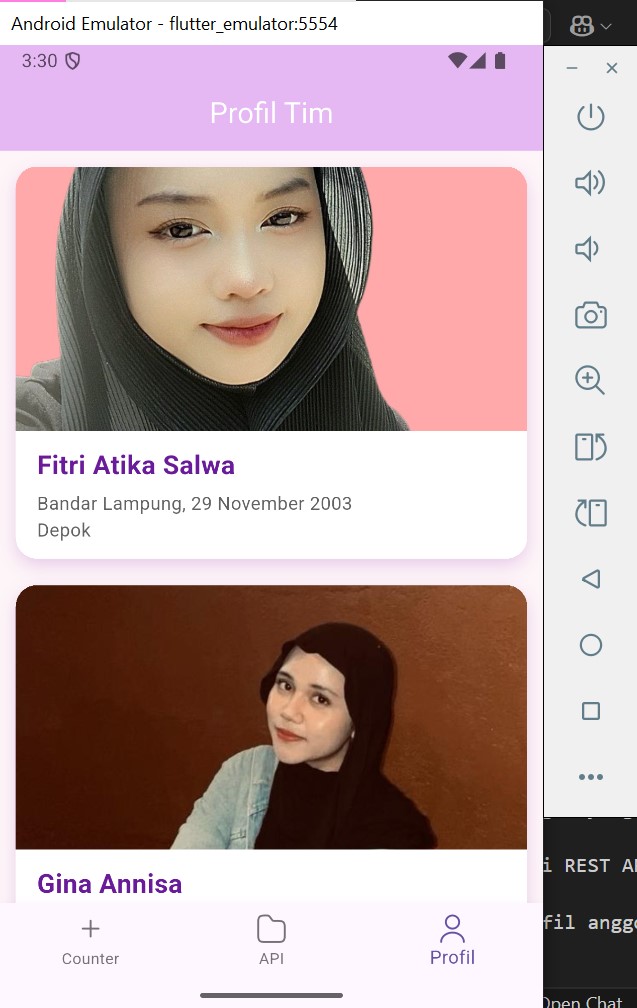 Android Emulator - flutter_emulator:5554
3:30
Profil Tim
Fitri Atika Salwa
Bandar Lampung, 29 November 2003
Depok
Gina Annisa
i REST A
fil angg
Counter
API
Profil
Open Chat